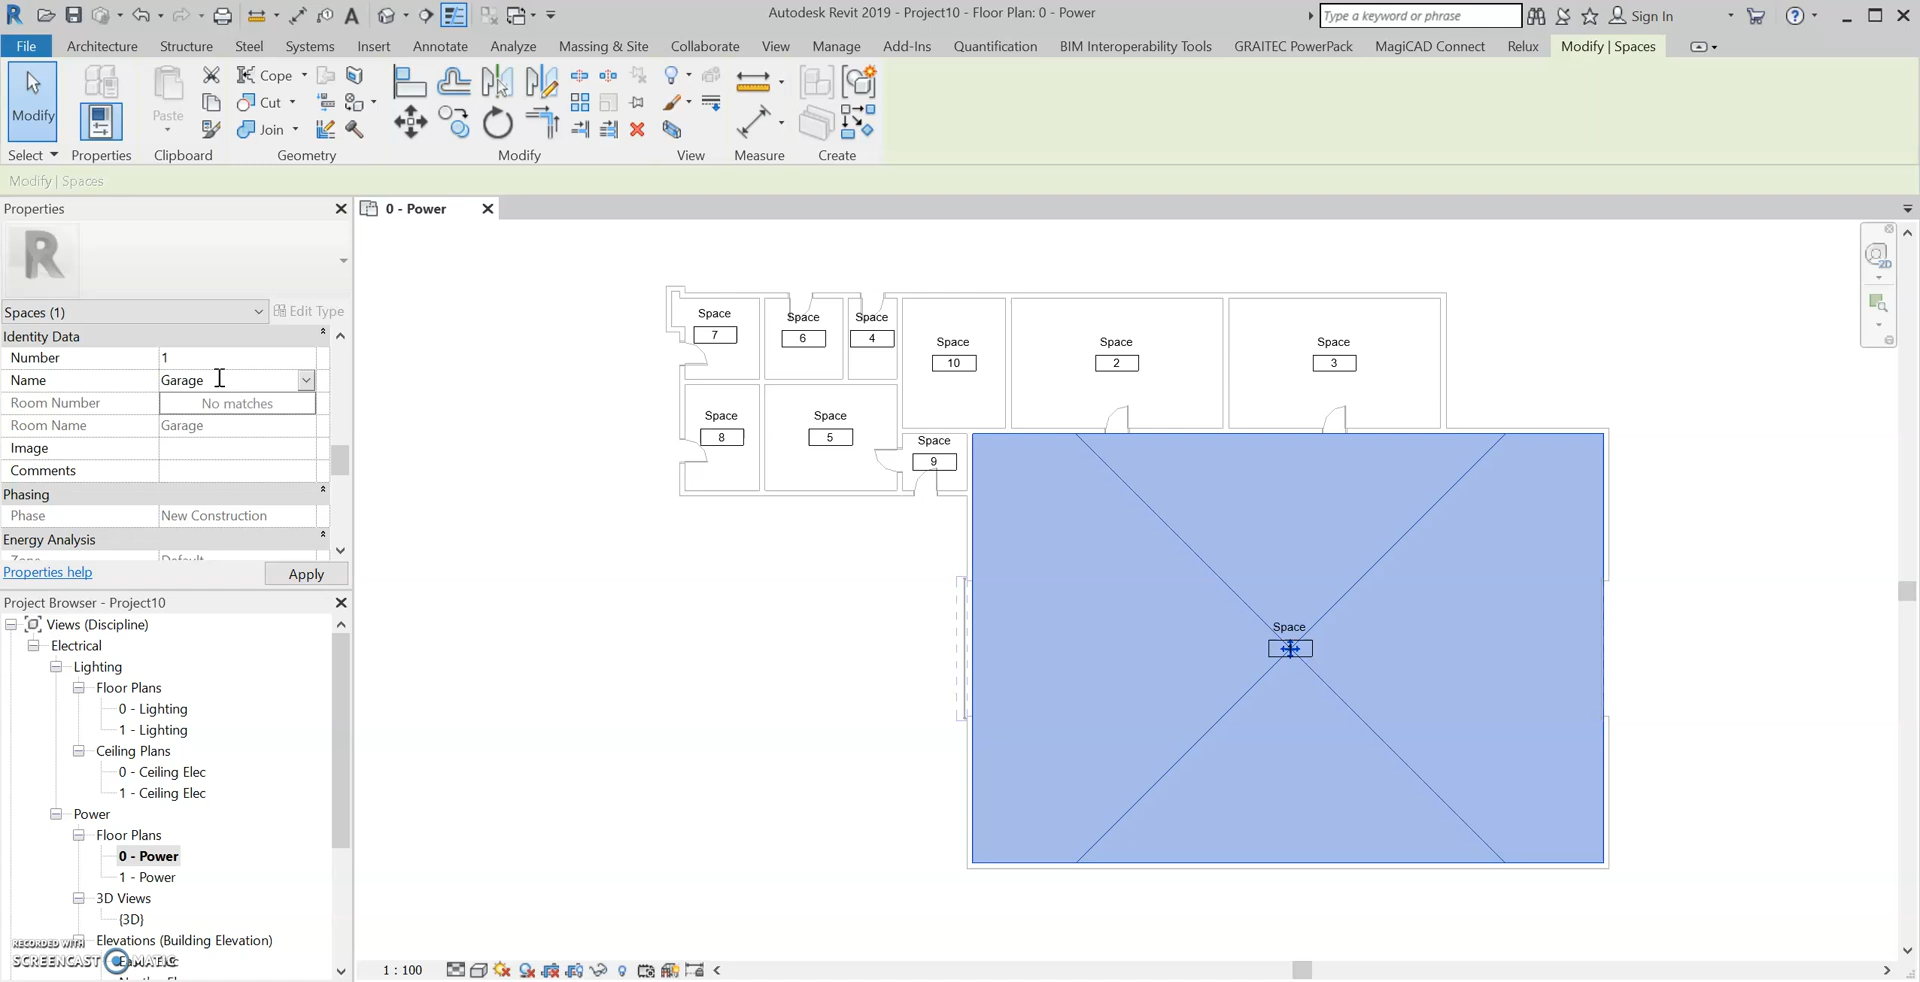 Autodesk Revit 2019 - Project10 - Floor Plan: 0 - Power
Type a keyword or phrase
Sign In
File Architecture Structure Steel Systems Insert Annotate Analyze Massing & Site Collaborate View Manage Add-Ins Quantification BIM Interoperability Tools GRAITEC PowerPack MagiCAD Connect Relux Modify | Spaces
Modify
Paste
Cope
Cut
Join
Select Properties Clipboard Geometry Modify View Measure Create
Modify | Spaces
Properties
0 - Power
Spaces (1)
Edit Type
Identity Data
Number 1
Name Garage
Room Number No matches
Room Name Garage
Image
Comments
Phasing
Phase New Construction
Energy Analysis
Zone Default
Properties help
Apply
Project Browser - Project10
Views (Discipline)
Electrical
Lighting
Floor Plans
0 - Lighting
1 - Lighting
Ceiling Plans
0 - Ceiling Elec
1 - Ceiling Elec
Power
Floor Plans
0 - Power
1 - Power
3D Views
{3D}
Elevations (Building Elevation)
RECORDED WITH
SCREENCAST MATIC
Space
7
Space
6
Space
4
Space
10
Space
2
Space
3
Space
8
Space
5
Space
9
Space
2D
1 : 100